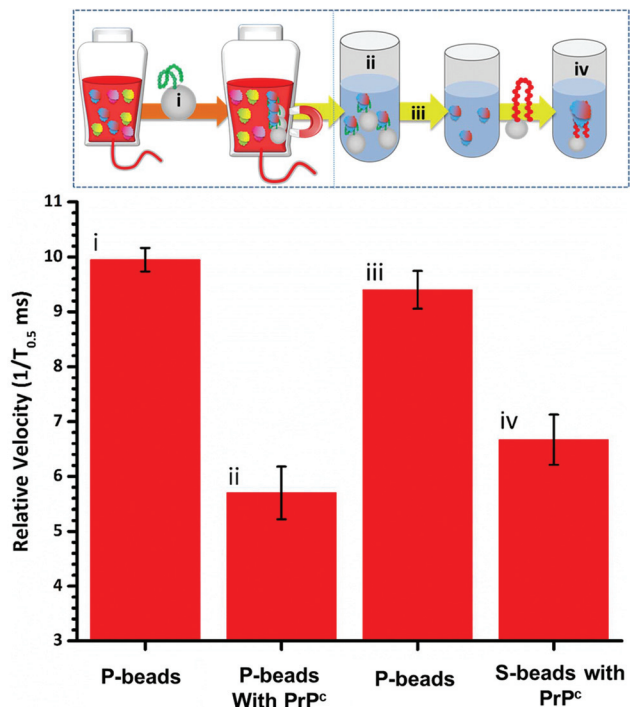 i
ii
iii
iv
11
10
9
8
7
6
5
4
3
Relative Velocity (1/T0.5 ms)
i
ii
iii
iv
P-beads
P-beads
With PrPc
P-beads
S-beads with
PrPc